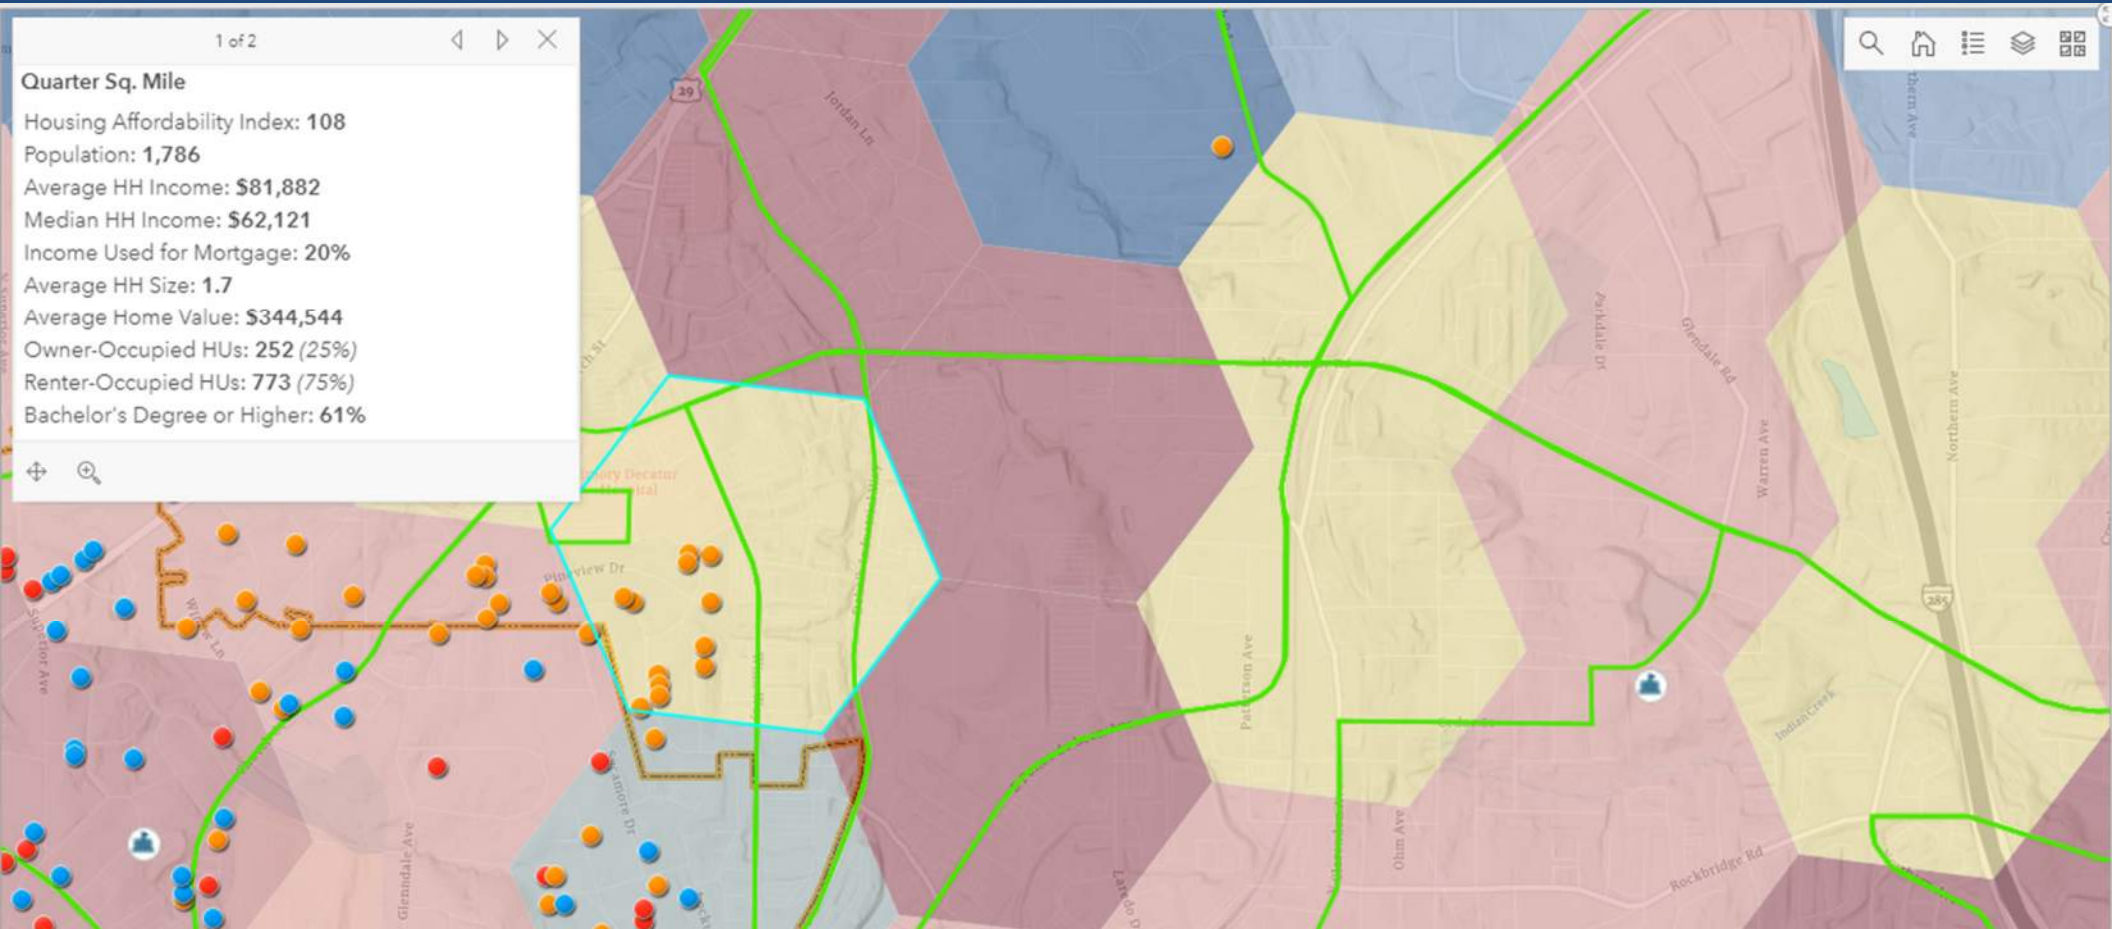 1 of 2
Quarter Sq. Mile
Housing Affordability Index: 108
Population: 1,786
Average HH Income: $81,882
Median HH Income: $62,121
Income Used for Mortgage: 20%
Average HH Size: 1.7
Average Home Value: $344,544
Owner-Occupied HUs: 252 (25%)
Renter-Occupied HUs: 773 (75%)
Bachelor's Degree or Higher: 61%
29
Jordan Ln
Parkdale Dr
Glendale Rd
Warren Ave
Northern Ave
285
Decatur
Pineview Dr
Superior Ave
Patterson Ave
Indian Creek
Glenndale Ave
Ohm Ave
Rockbridge Rd